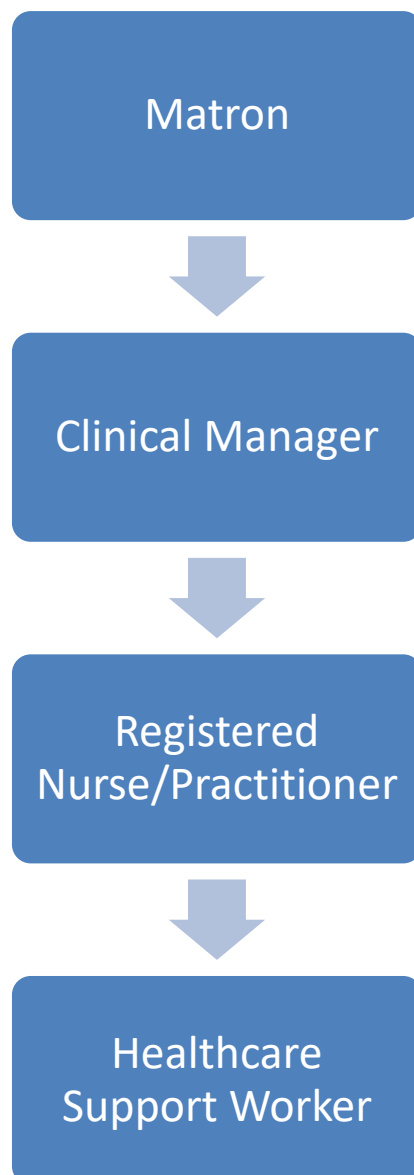 Matron
Clinical Manager
Registered
Nurse/Practitioner
Healthcare
Support Worker